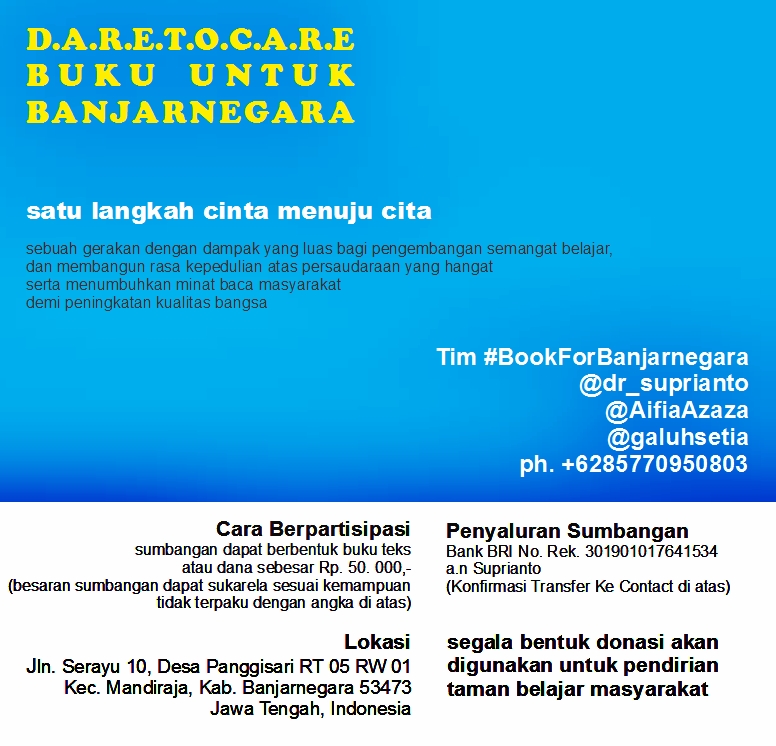 D.A.R.E.T.O.C.A.R.E
BUKU UNTUK
BANJARNEGARA
satu langkah cinta menuju cita
sebuah gerakan dengan dampak yang luas bagi pengembangan semangat belajar,
dan membangun rasa kepedulian atas persaudaraan yang hangat
serta menumbuhkan minat baca masyarakat
demi peningkatan kualitas bangsa
Tim #BookForBanjarnegara
@dr_suprianto
@AifiaAzaza
@galuhsetia
ph. +6285770950803
Cara Berpartisipasi
sumbangan dapat berbentuk buku teks
atau dana sebesar Rp. 50. 000,-
(besaran sumbangan dapat sukarela sesuai kemampuan
tidak terpaku dengan angka di atas)
Penyaluran Sumbangan
Bank BRI No. Rek. 301901017641534
a.n Suprianto
(Konfirmasi Transfer Ke Contact di atas)
Lokasi
Jln. Serayu 10, Desa Panggisari RT 05 RW 01
Kec. Mandiraja, Kab. Banjarnegara 53473
Jawa Tengah, Indonesia
segala bentuk donasi akan
digunakan untuk pendirian
taman belajar masyarakat